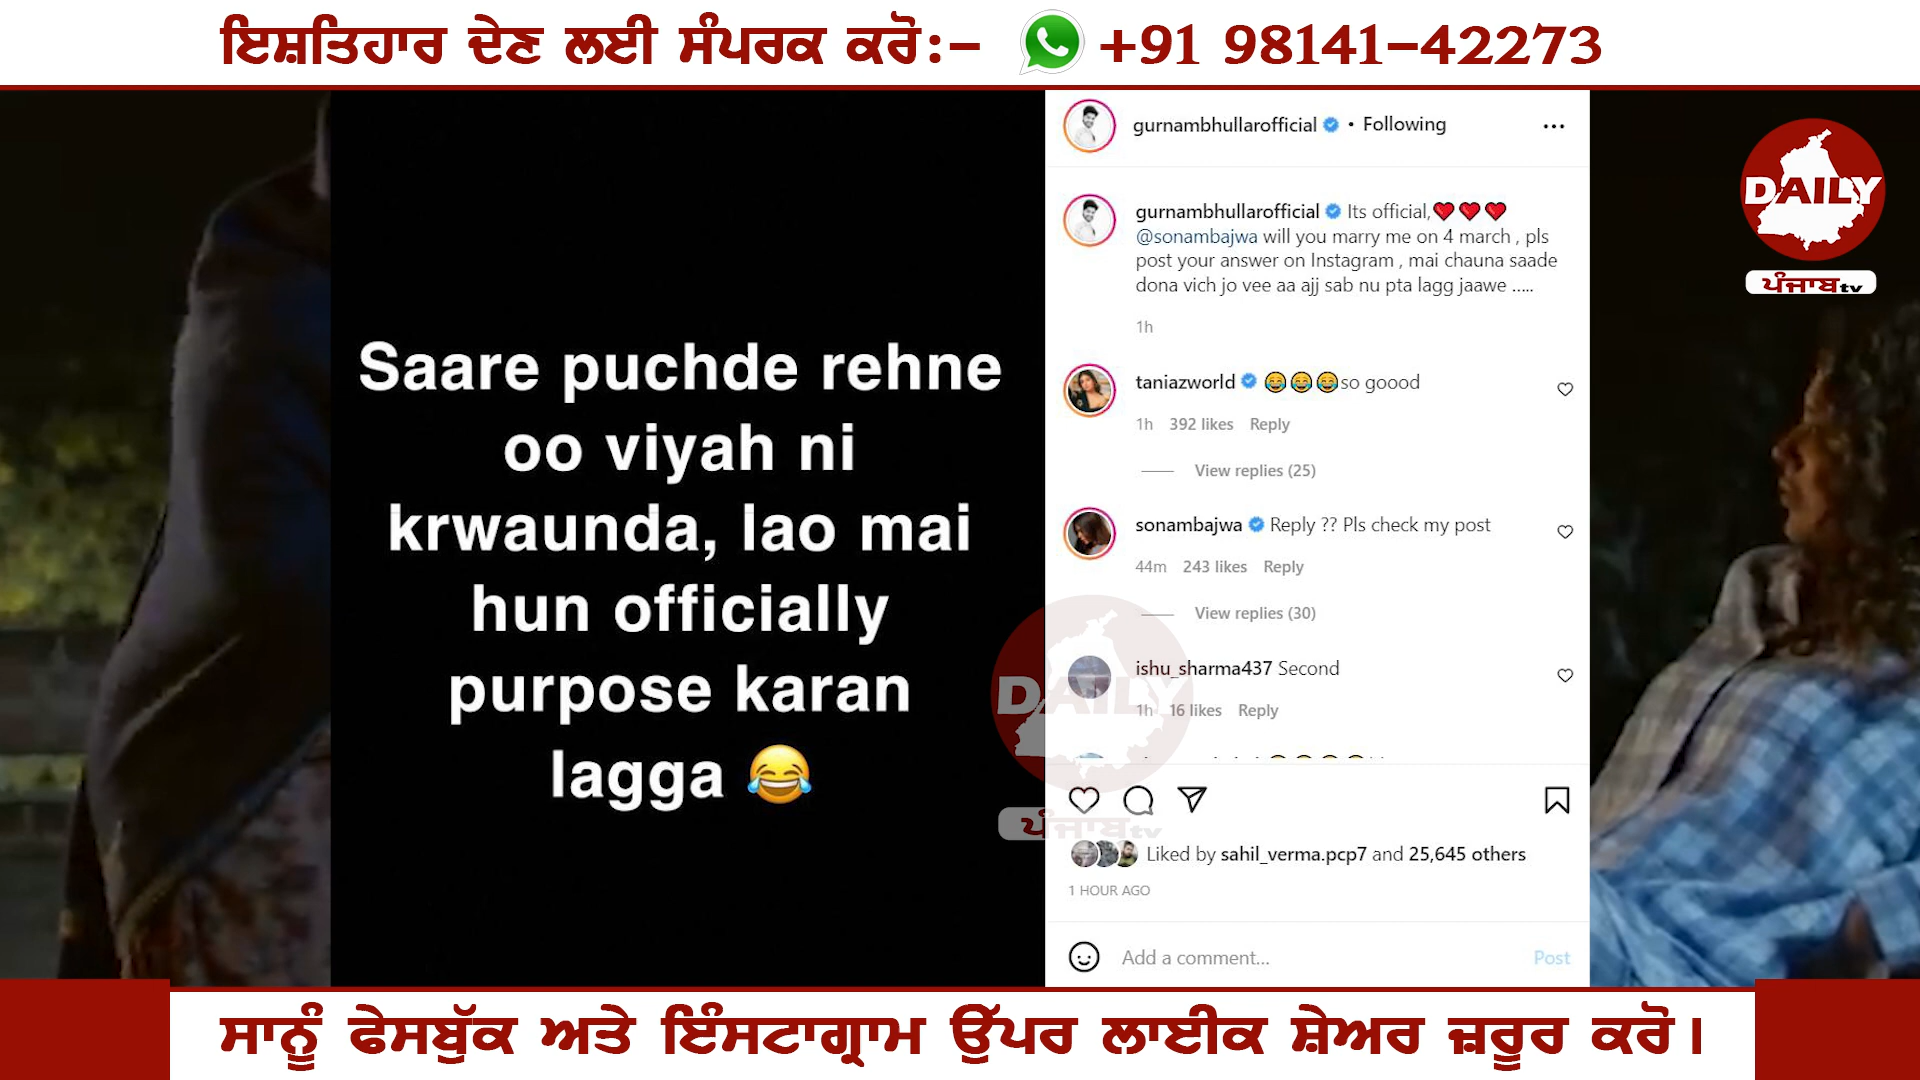 ਇਸ਼ਤਿਹਾਰ ਦੇਣ ਲਈ ਸੰਪਰਕ ਕਰੋ:- +91 98141-42273
gurnambhullarofficial • Following
DAILY
ਪੰਜਾਬ tv
Saare puchde rehne
oo viyah ni
krwaunda, lao mai
hun officially
purpose karan
lagga 😂
gurnambhullarofficial Its official,❤️❤️❤️
@sonambajwa will you marry me on 4 march , pls
post your answer on Instagram , mai chauna saade
dona vich jo vee aa ajj sab nu pta lagg jaawe .....
1h
taniazworld 😂😂😂so goood
1h 392 likes Reply
View replies (25)
sonambajwa Reply ?? Pls check my post
44m 243 likes Reply
View replies (30)
ishu_sharma437 Second
1h 16 likes Reply
DAILY
ਪੰਜਾਬ tv
Liked by sahil_verma.pcp7 and 25,645 others
1 HOUR AGO
Add a comment... Post
ਸਾਨੂੰ ਫੇਸਬੁੱਕ ਅਤੇ ਇੰਸਟਾਗ੍ਰਾਮ ਉੱਪਰ ਲਾਈਕ ਸ਼ੇਅਰ ਜ਼ਰੂਰ ਕਰੋ।